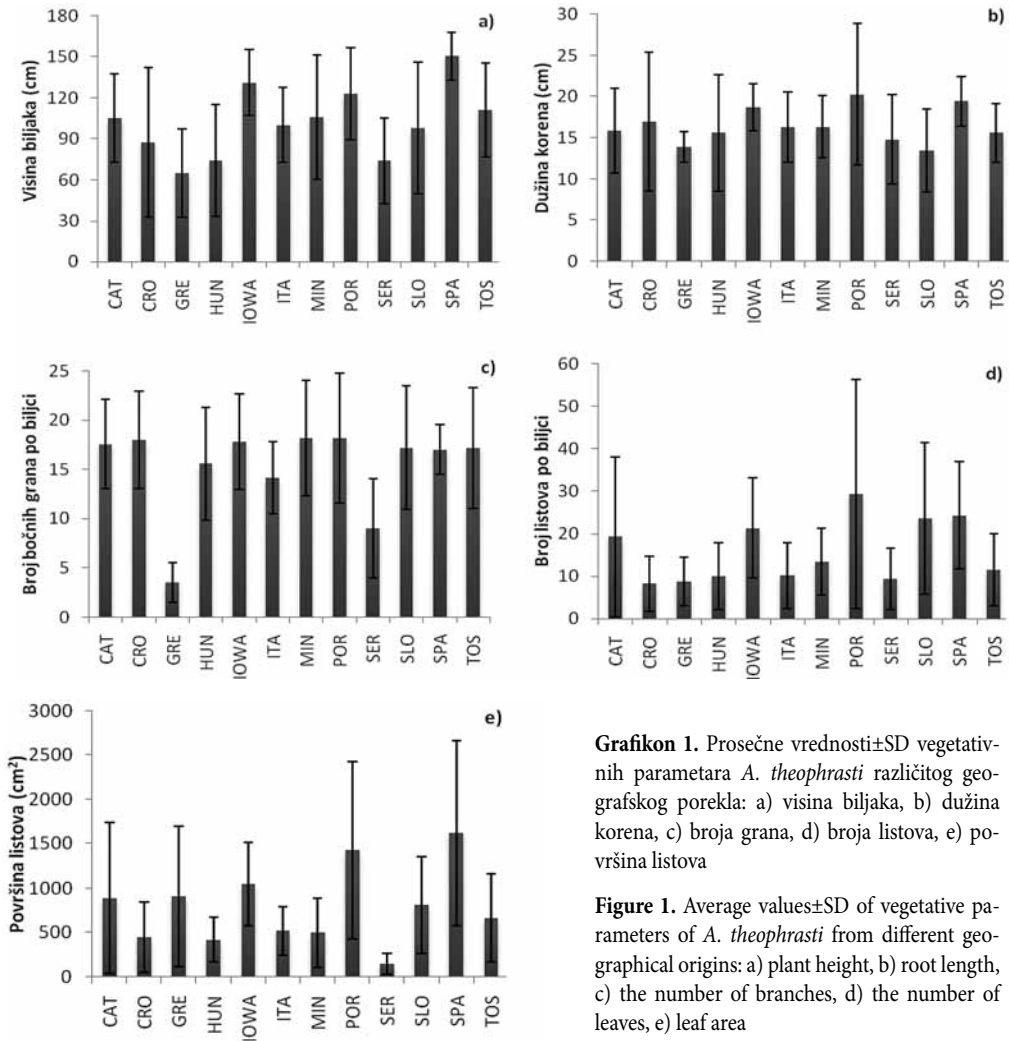 a)
Visina biljaka (cm)
180
150
120
90
60
30
0
CAT CRO GRE HUN IOWA ITA MIN POR SER SLO SPA TOS
b)
Dužina korena (cm)
30
25
20
15
10
5
0
CAT CRO GRE HUN IOWA ITA MIN POR SER SLO SPA TOS
c)
Broj bočnih grana po biljci
25
20
15
10
5
0
CAT CRO GRE HUN IOWA ITA MIN POR SER SLO SPA TOS
d)
Broj listova po biljci
60
50
40
30
20
10
0
CAT CRO GRE HUN IOWA ITA MIN POR SER SLO SPA TOS
e)
Površina listova (cm²)
3000
2500
2000
1500
1000
500
0
CAT CRO GRE HUN IOWA ITA MIN POR SER SLO SPA TOS
Grafikon 1. Prosečne vrednosti±SD vegetativ-
nih parametara A. theophrasti različitog geo-
grafskog porekla: a) visina biljaka, b) dužina
korena, c) broja grana, d) broja listova, e) po-
vršina listova
Figure 1. Average values±SD of vegetative pa-
rameters of A. theophrasti from different geo-
graphical origins: a) plant height, b) root length,
c) the number of branches, d) the number of
leaves, e) leaf area